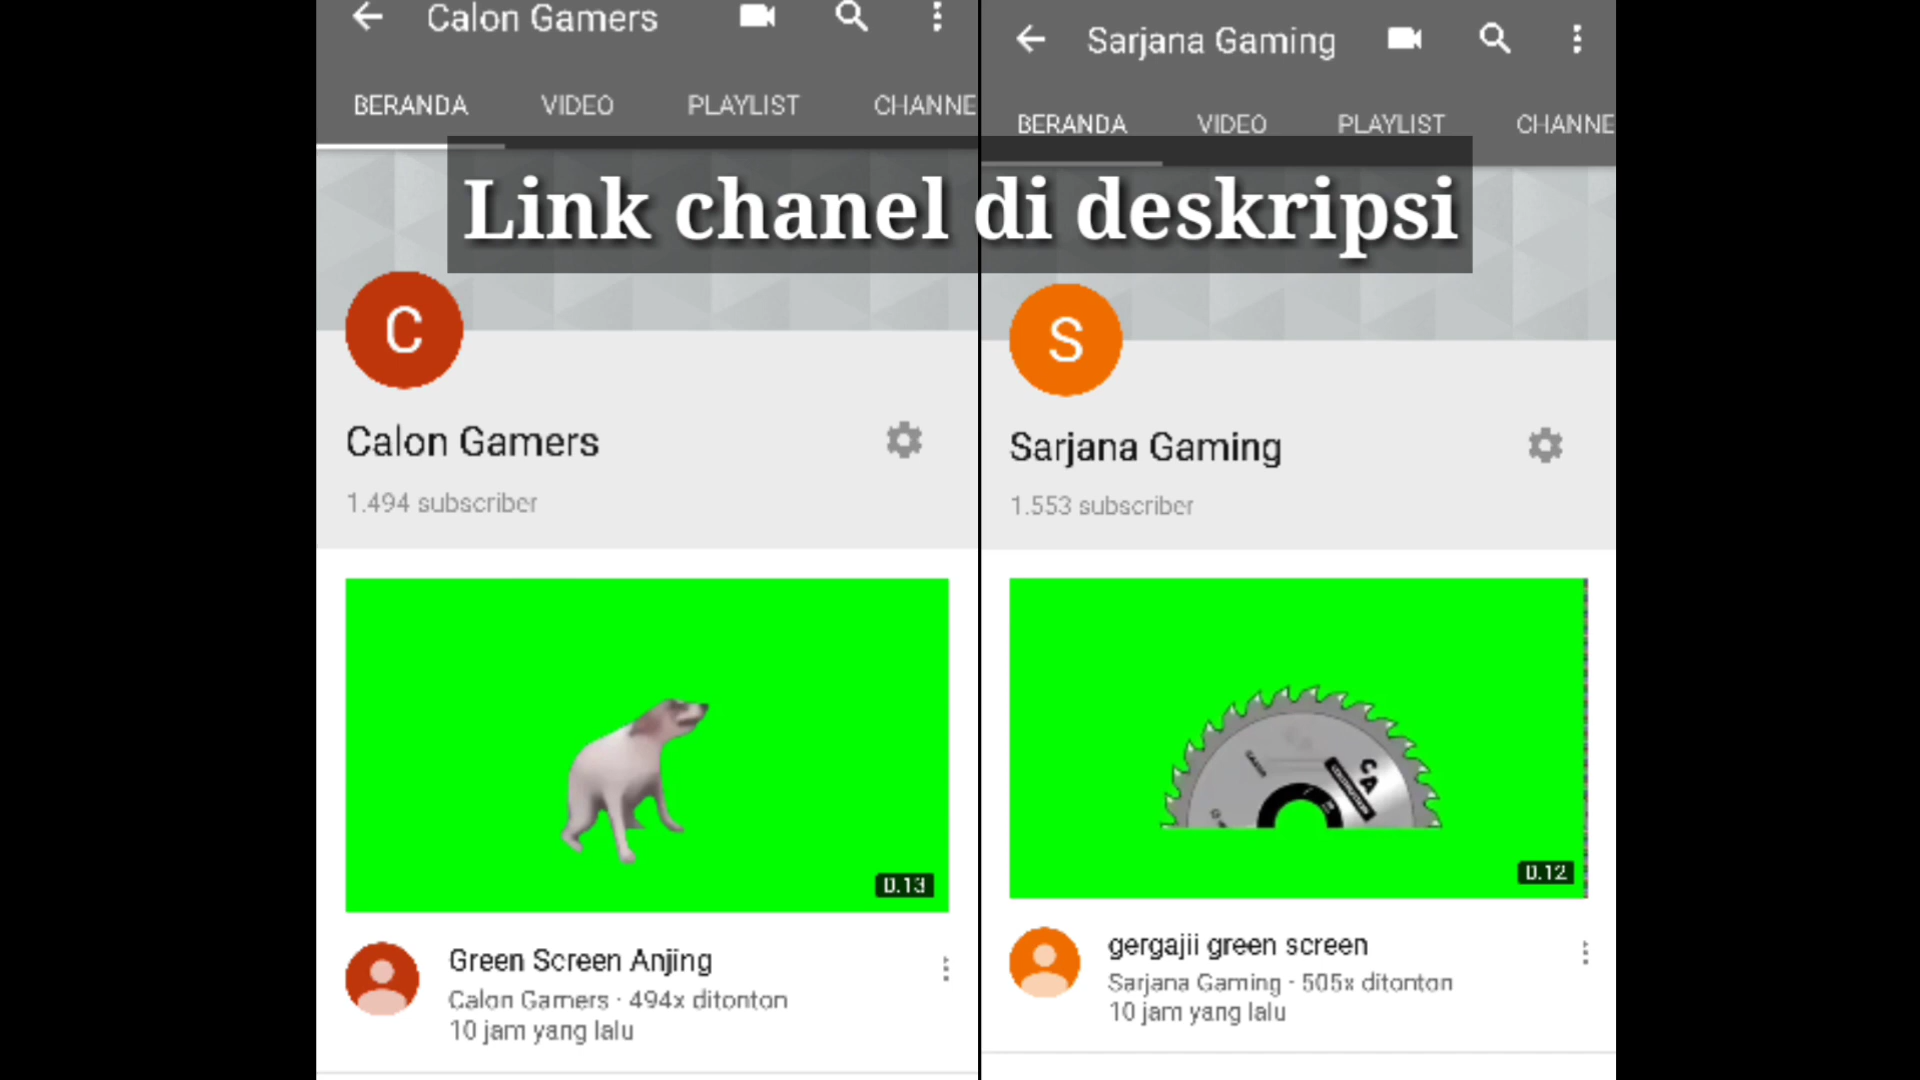 Calon Gamers
BERANDA VIDEO PLAYLIST CHANNE
Sarjana Gaming
BERANDA VIDEO PLAYLIST CHANNE
Link chanel di deskripsi
C
Calon Gamers
1.494 subscriber
0.13
Green Screen Anjing
Calon Gamers · 494x ditonton
10 jam yang lalu
S
Sarjana Gaming
1.553 subscriber
CA
0.12
gergajii green screen
Sarjana Gaming · 505x ditonton
10 jam yang lalu